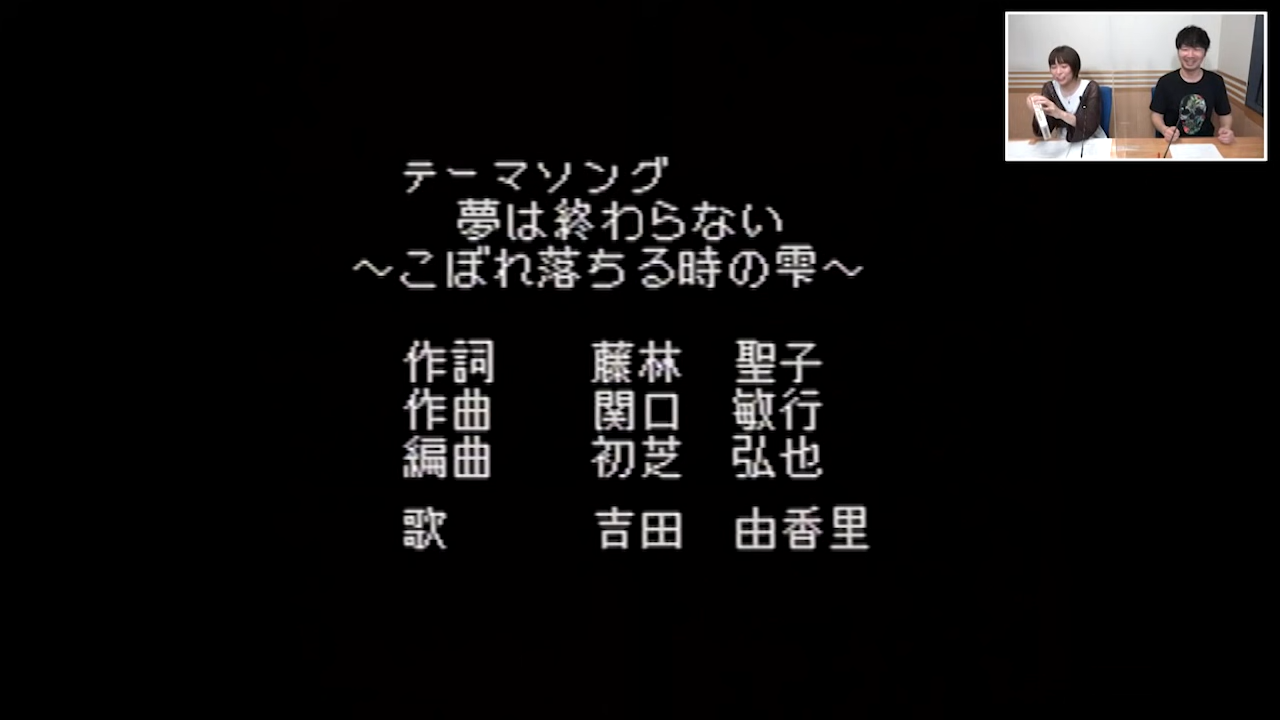 テーマソング
夢は終わらない
～こぼれ落ちる時の雫～
作詞 藤林 聖子
作曲 関口 敏行
編曲 初芝 弘也
歌 吉田 由香里